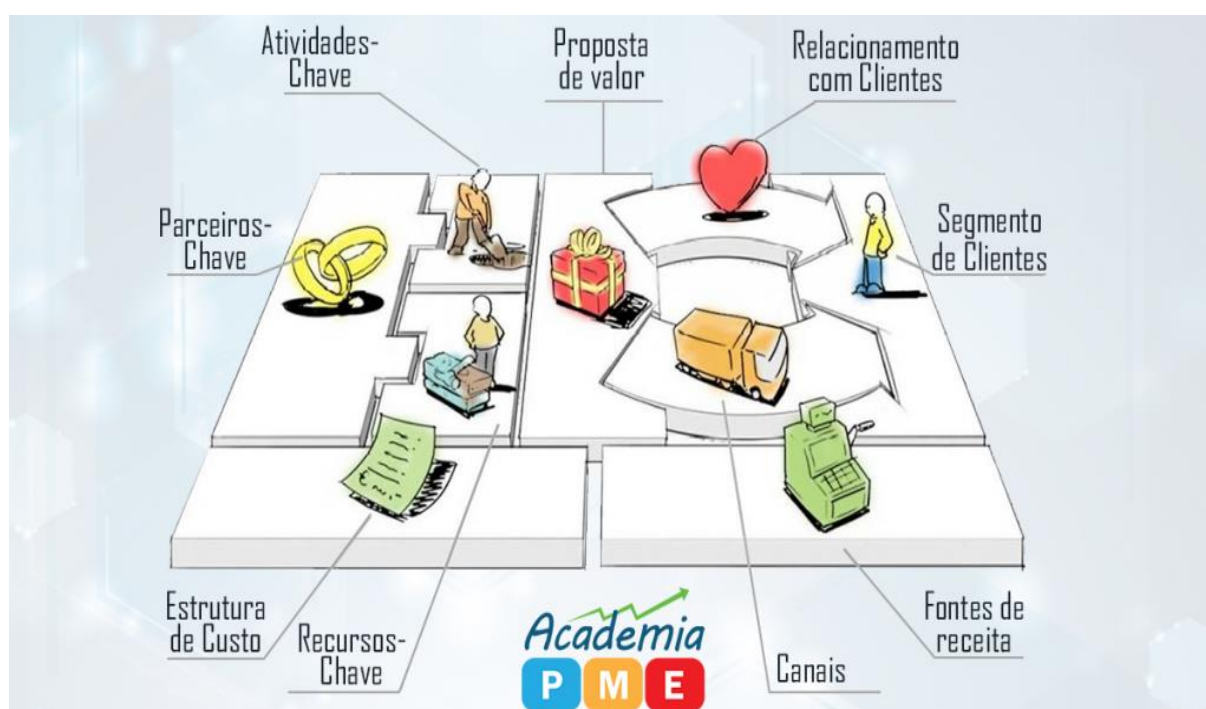 Atividades-
Chave
Proposta
de valor
Relacionamento
com Clientes
Parceiros-
Chave
Segmento
de Clientes
Estrutura
de Custo
Recursos-
Chave
Canais
Fontes de
receita
Academia
P M E